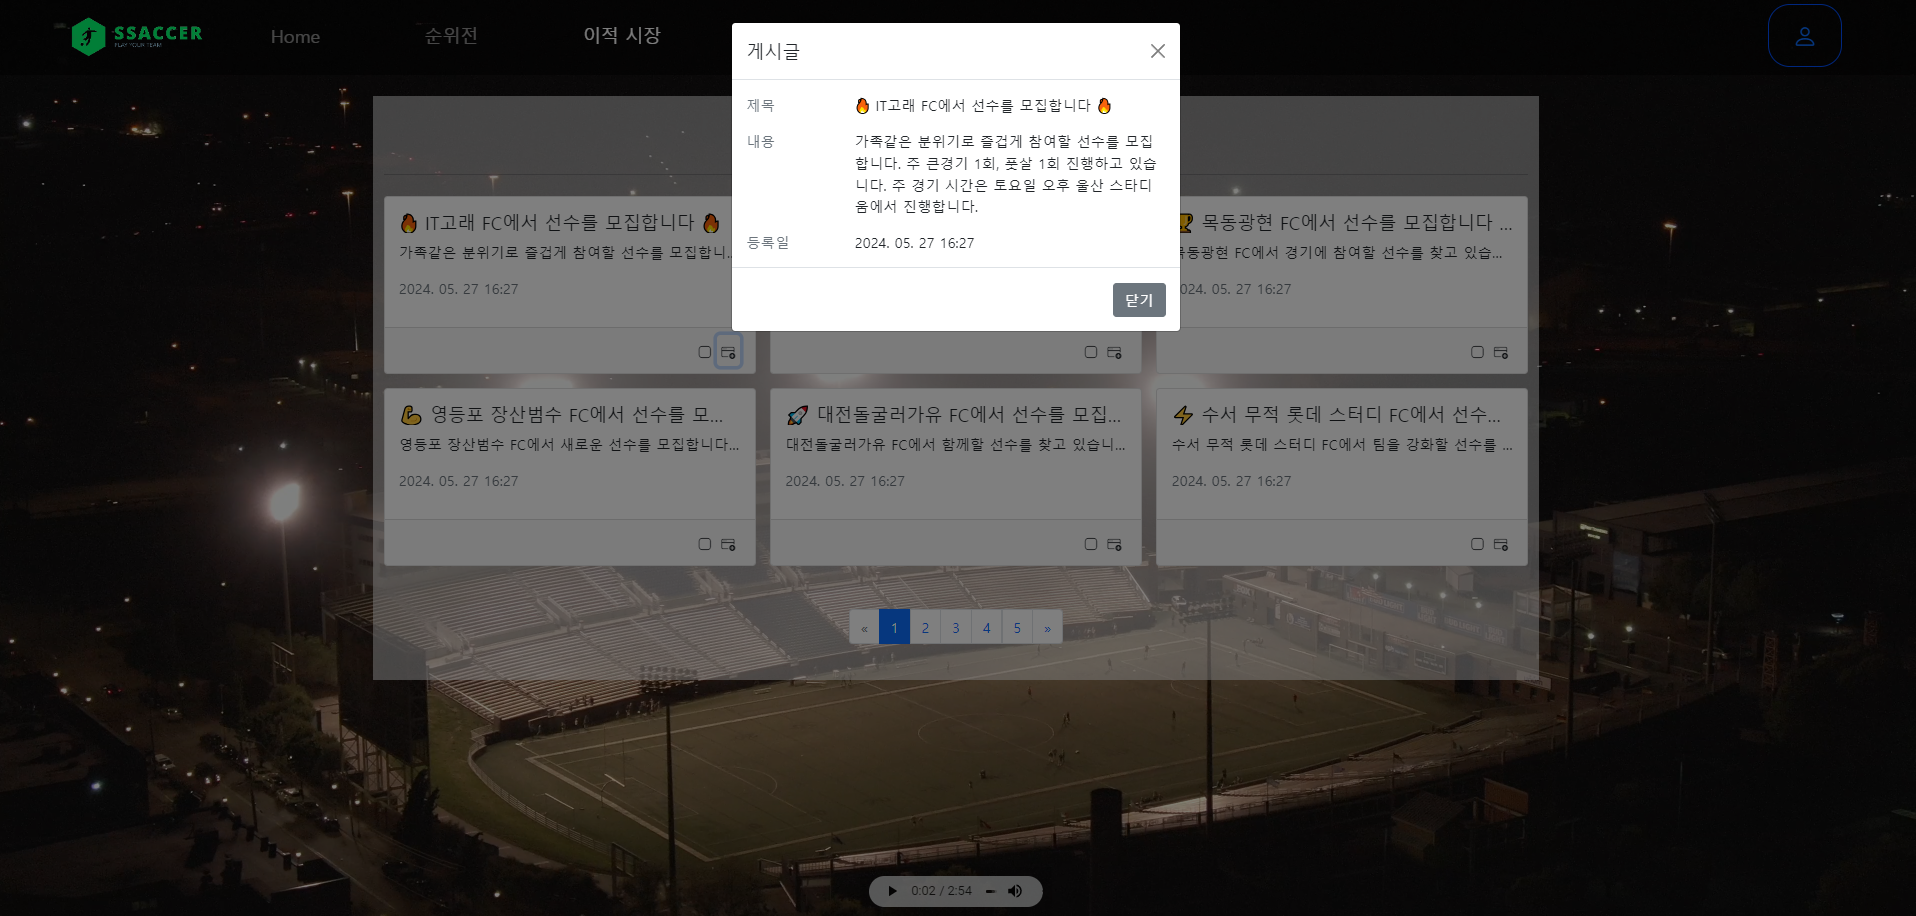 SSACCER
PLAY YOUR TEAM
Home
순위전
이적 시장
게시글
제목
🔥 IT고래 FC에서 선수를 모집합니다 🔥
내용
가족같은 분위기로 즐겁게 참여할 선수를 모집
합니다. 주 큰경기 1회, 풋살 1회 진행하고 있습
니다. 주 경기 시간은 토요일 오후 울산 스타디
움에서 진행합니다.
등록일
2024. 05. 27 16:27
닫기
🔥 IT고래 FC에서 선수를 모집합니다 🔥
가족같은 분위기로 즐겁게 참여할 선수를 모집합니...
2024. 05. 27 16:27
🏆 목동광현 FC에서 선수를 모집합니다 ...
목동광현 FC에서 경기에 참여할 선수를 찾고 있습...
2024. 05. 27 16:27
💪 영등포 장산범수 FC에서 선수를 모...
영등포 장산범수 FC에서 새로운 선수를 모집합니다...
2024. 05. 27 16:27
🚀 대전돌굴러가유 FC에서 선수를 모집...
대전돌굴러가유 FC에서 함께할 선수를 찾고 있습니...
2024. 05. 27 16:27
⚡ 수서 무적 롯데 스터디 FC에서 선수...
수서 무적 롯데 스터디 FC에서 팀을 강화할 선수를 ...
2024. 05. 27 16:27
« 1 2 3 4 5 »
0:02 / 2:54